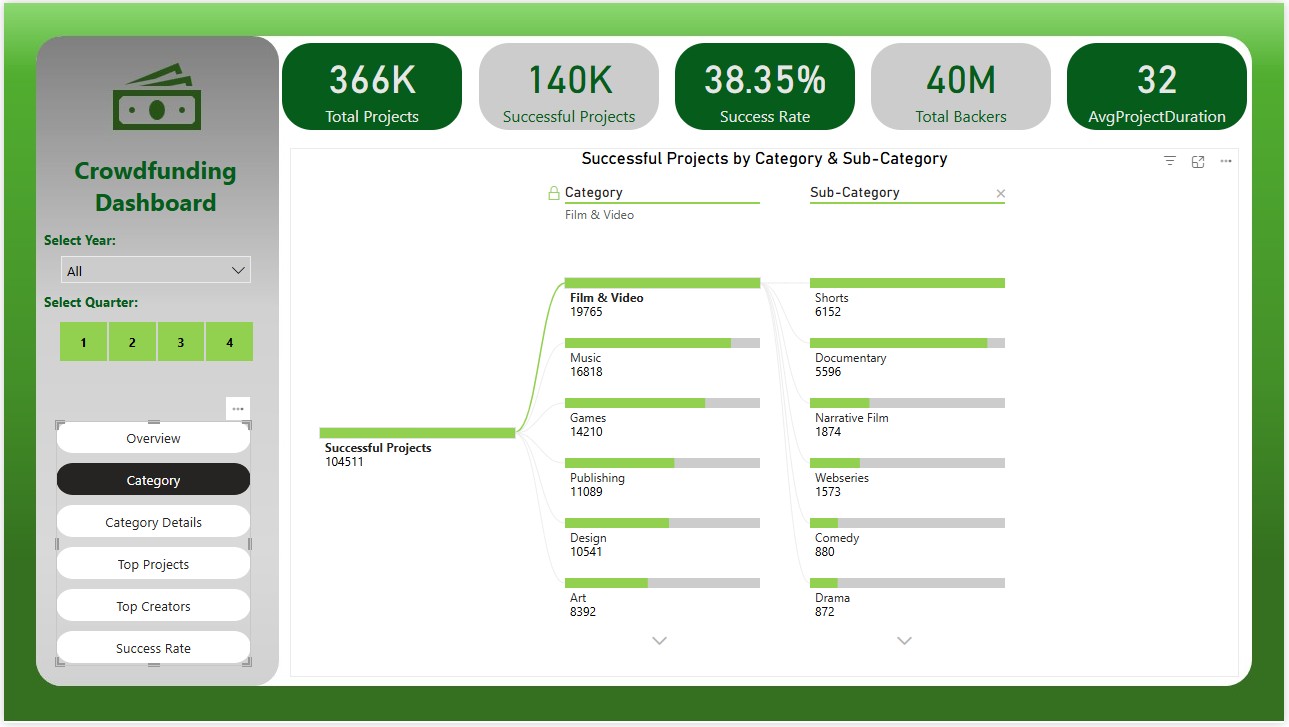 366K
Total Projects
140K
Successful Projects
38.35%
Success Rate
40M
Total Backers
32
AvgProjectDuration
Crowdfunding
Dashboard
Select Year:
All
Select Quarter:
1 2 3 4
Overview
Category
Category Details
Top Projects
Top Creators
Success Rate
Successful Projects by Category & Sub-Category
Category
Film & Video
Sub-Category
Successful Projects
104511
Film & Video
19765
Music
16818
Games
14210
Publishing
11089
Design
10541
Art
8392
Shorts
6152
Documentary
5596
Narrative Film
1874
Webseries
1573
Comedy
880
Drama
872